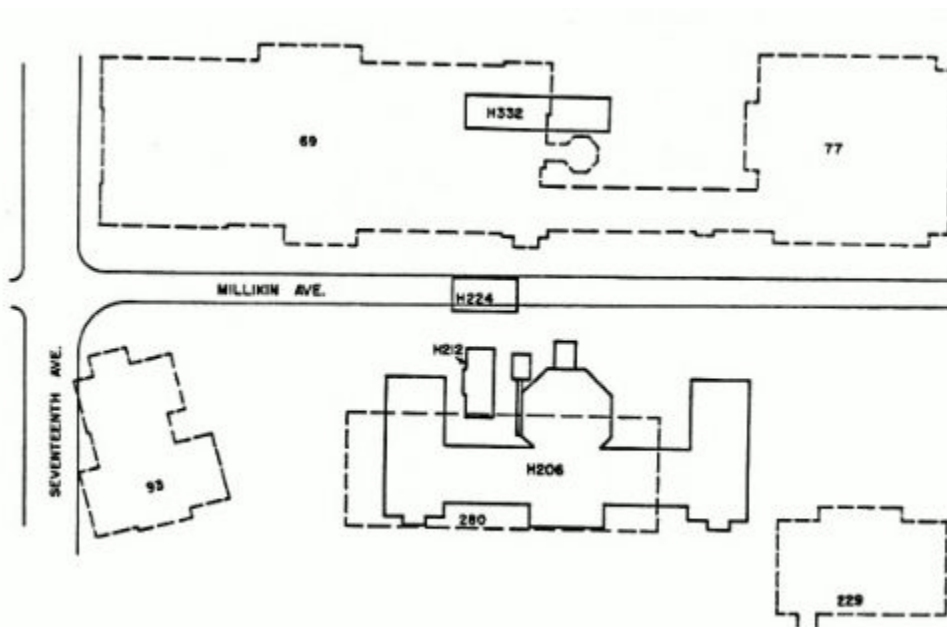 H332
69
77
MILLIKIN AVE.
H224
H212
SEVENTEENTH AVE.
93
H206
280
229